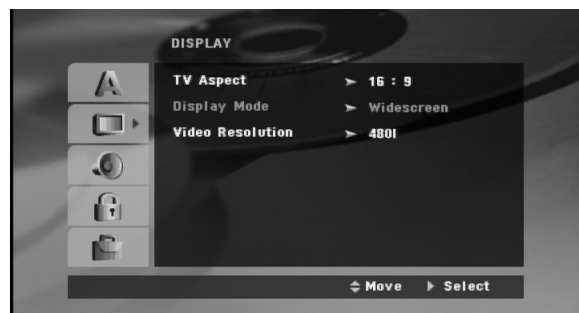 DISPLAY
A
TV Aspect ➢ 16 : 9
Display Mode ➢ Widescreen
Video Resolution ➢ 480I
Move Select